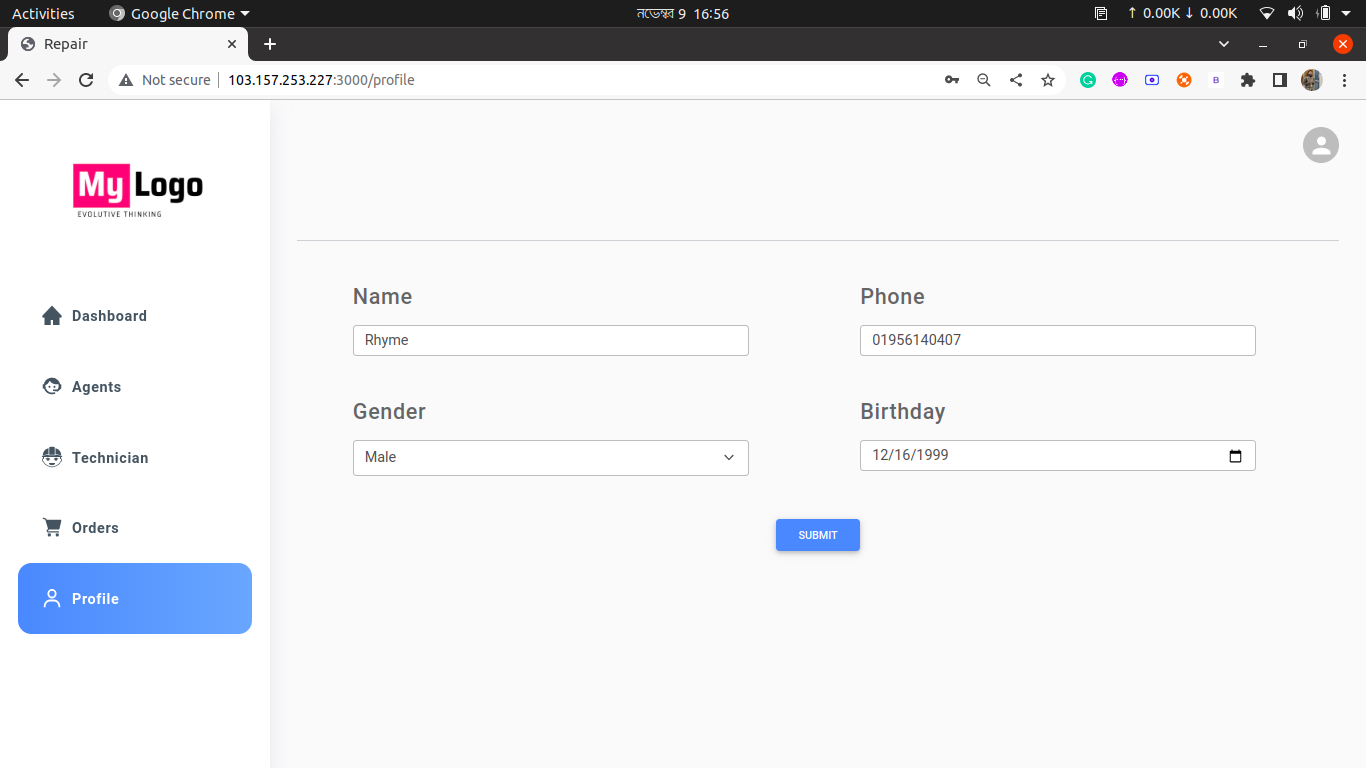 Activities Google Chrome নভেম্বর 9 16:56 ↑ 0.00K ↓ 0.00K
Repair
Not secure 103.157.253.227:3000/profile
My Logo
EVOLUTIVE THINKING
Dashboard
Agents
Technician
Orders
Profile
Name Phone
Rhyme 01956140407
Gender Birthday
Male 12/16/1999
SUBMIT